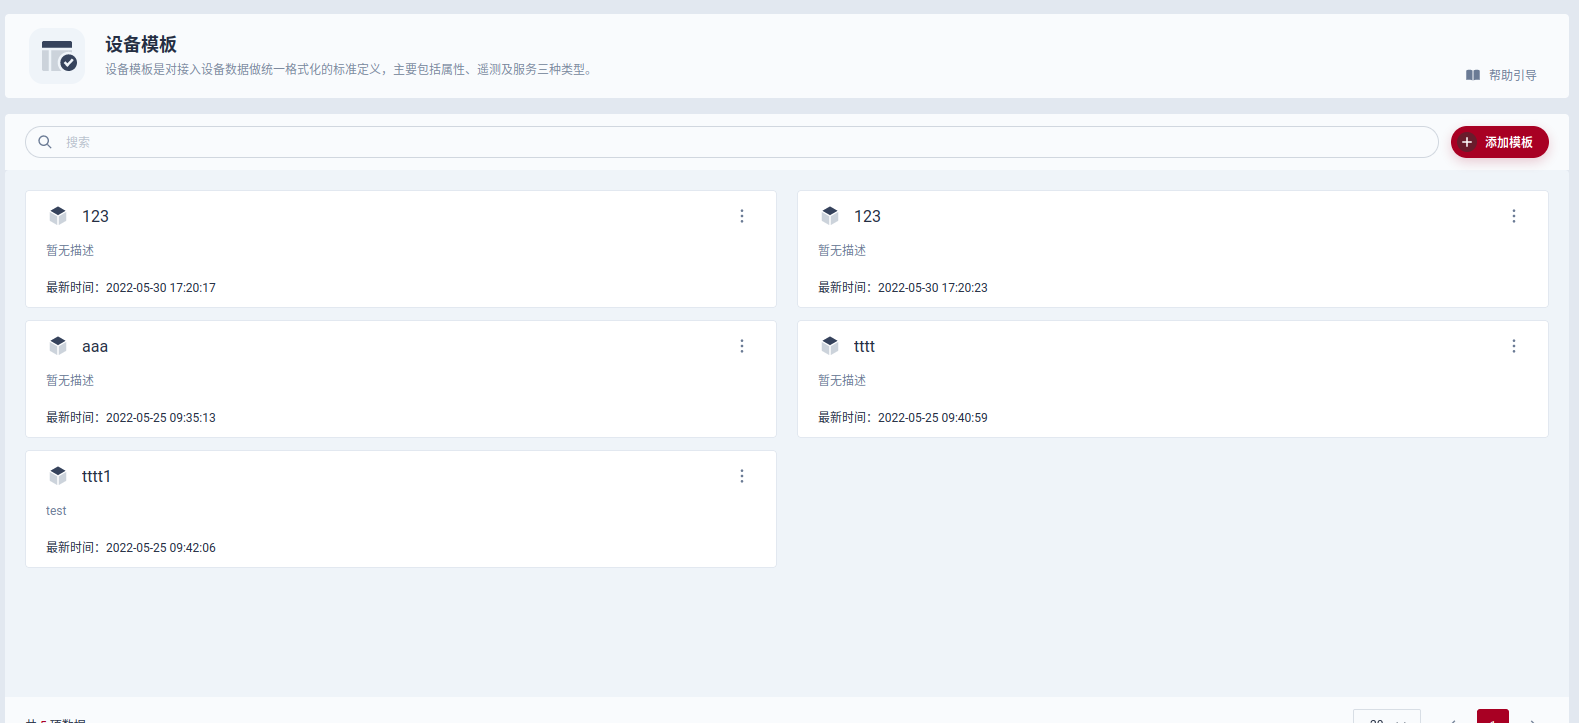 设备模板
设备模板是对接入设备数据做统一格式化的标准定义，主要包括属性、遥测及服务三种类型。
帮助引导
搜索
添加模板
123
暂无描述
最新时间：2022-05-30 17:20:17
123
暂无描述
最新时间：2022-05-30 17:20:23
aaa
暂无描述
最新时间：2022-05-25 09:35:13
tttt
暂无描述
最新时间：2022-05-25 09:40:59
tttt1
test
最新时间：2022-05-25 09:42:06